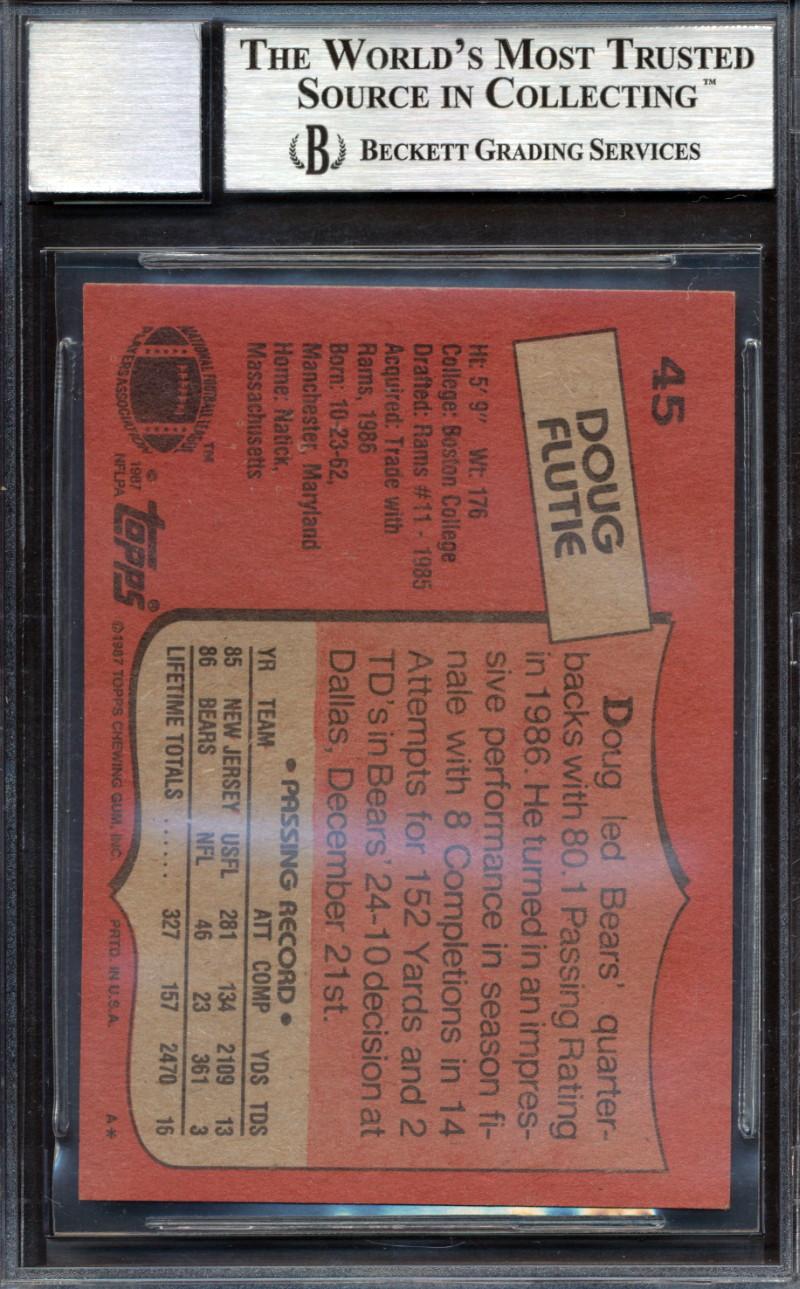 THE WORLD'S MOST TRUSTED
SOURCE IN COLLECTING™
B BECKETT GRADING SERVICES
45
DOUG
FLUTIE
Ht: 5'9" Wt: 176
College: Boston College
Drafted: Rams #11 - 1985
Acquired: Trade with
Rams, 1986
Born: 10-23-62,
Manchester, Maryland
Home: Natick,
Massachusetts
NATIONAL FOOTBALL LEAGUE
PLAYERS ASSOCIATION
™
©
1987
NFLPA
topps®
©1987 TOPPS CHEWING GUM, INC.
PRTD. IN U.S.A.
A*
Doug led Bears' quarter-
backs with 80.1 Passing Rating
in 1986. He turned in an impres-
sive performance in season fi-
nale with 8 Completions in 14
Attempts for 152 Yards and 2
TD's in Bears' 24-10 decision at
Dallas, December 21st.
• PASSING RECORD •
YR TEAM ATT COMP YDS TDS
85 NEW JERSEY USFL 281 134 2109 13
86 BEARS NFL 46 23 361 3
LIFETIME TOTALS ...... 327 157 2470 16